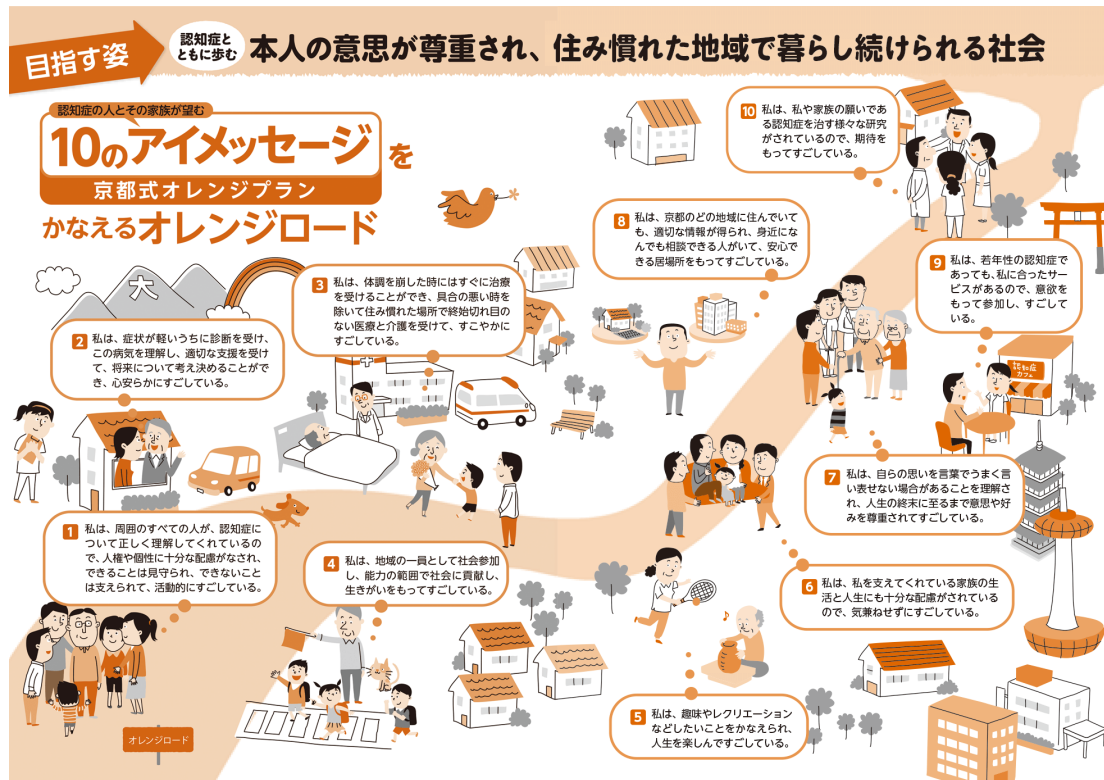 目指す姿
認知症と
ともに歩む
本人の意思が尊重され、住み慣れた地域で暮らし続けられる社会
認知症の人とその家族が望む
10のアイメッセージを
京都式オレンジプラン
かなえるオレンジロード
大
1 私は、周囲のすべての人が、認知症に
ついて正しく理解してくれているの
で、人権や個性に十分な配慮がなされ、
できることは見守られ、できないこと
は支えられて、活動的にすごしている。
2 私は、症状が軽いうちに診断を受け、
この病気を理解し、適切な支援を受け
て、将来について考え決めることがで
き、心安らかにすごしている。
3 私は、体調を崩した時にはすぐに治療
を受けることができ、具合の悪い時を
除いて住み慣れた場所で終始切れ目
のない医療と介護を受けて、すこやかに
すごしている。
4 私は、地域の一員として社会参加
し、能力の範囲で社会に貢献し、
生きがいをもってすごしている。
5 私は、趣味やレクリエーション
などしたいことをかなえられ、
人生を楽しんですごしている。
6 私は、私を支えてくれている家族の生
活と人生にも十分な配慮がされている
ので、気兼ねせずにすごしている。
7 私は、自らの思いを言葉でうまく言
い表せない場合があることを理解さ
れ、人生の終末に至るまで意思や好
みを尊重されてすごしている。
8 私は、京都のどの地域に住んでいて
も、適切な情報が得られ、身近にな
んでも相談できる人がいて、安心で
きる居場所をもってすごしている。
9 私は、若年性の認知症で
あっても、私に合ったサー
ビスがあるので、意欲を
もって参加し、すごして
いる。
10 私は、私や家族の願いであ
る認知症を治す様々な研究
がされているので、期待を
もってすごしている。
認知症
カフェ
オレンジロード